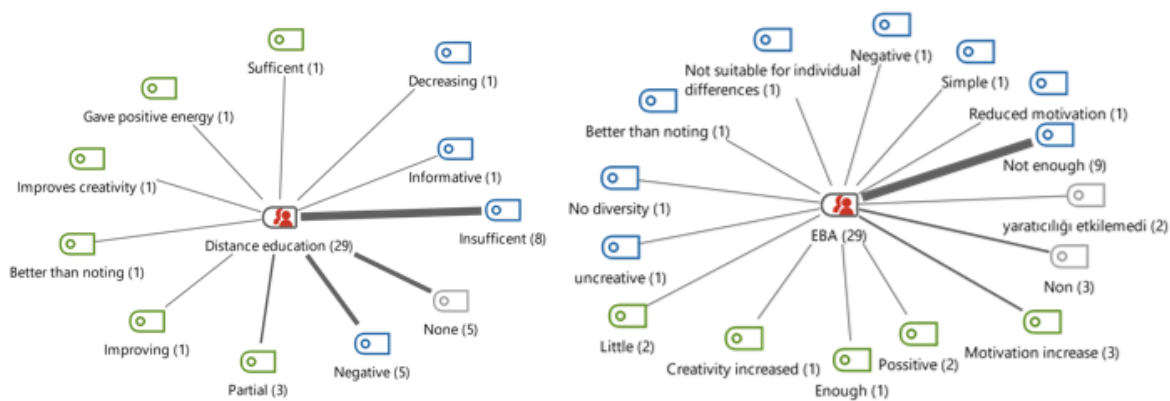 Sufficent (1)
Decreasing (1)
Gave positive energy (1)
Informative (1)
Improves creativity (1)
Insufficent (8)
Distance education (29)
Better than noting (1)
None (5)
Improving (1)
Negative (5)
Partial (3)
Negative (1)
Not suitable for individual
differences (1)
Simple (1)
Reduced motivation (1)
Better than noting (1)
Not enough (9)
No diversity (1)
yaratıcılığı etkilemedi (2)
EBA (29)
uncreative (1)
Non (3)
Little (2)
Motivation increase (3)
Creativity increased (1)
Possitive (2)
Enough (1)